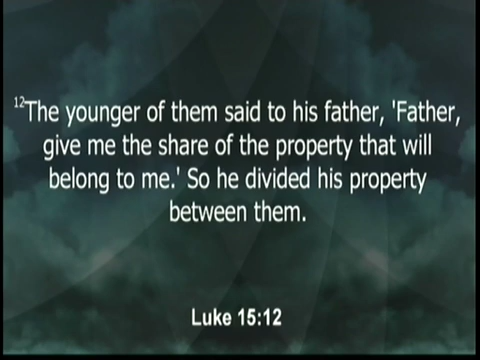 12The younger of them said to his father, 'Father,
give me the share of the property that will
belong to me.' So he divided his property
between them.
Luke 15:12